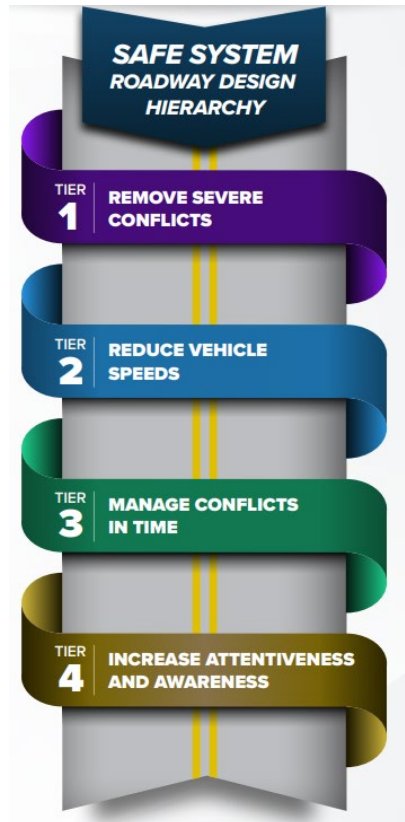 SAFE SYSTEM
ROADWAY DESIGN
HIERARCHY
TIER
1
REMOVE SEVERE
CONFLICTS
TIER
2
REDUCE VEHICLE
SPEEDS
TIER
3
MANAGE CONFLICTS
IN TIME
TIER
4
INCREASE ATTENTIVENESS
AND AWARENESS